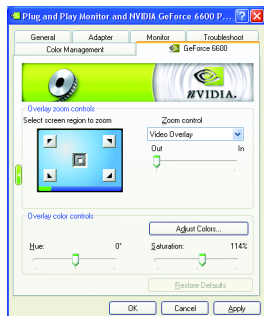 Plug and Play Monitor and NVIDIA GeForce 6600 P...
General Adapter Monitor Troubleshoot
Color Management GeForce 6600
NVIDIA.
Overlay zoom controls
Select screen region to zoom Zoom control
Video Overlay
Out In
Overlay color controls
Adjust Colors...
Hue: 0° Saturation: 114%
Restore Defaults
OK Cancel Apply